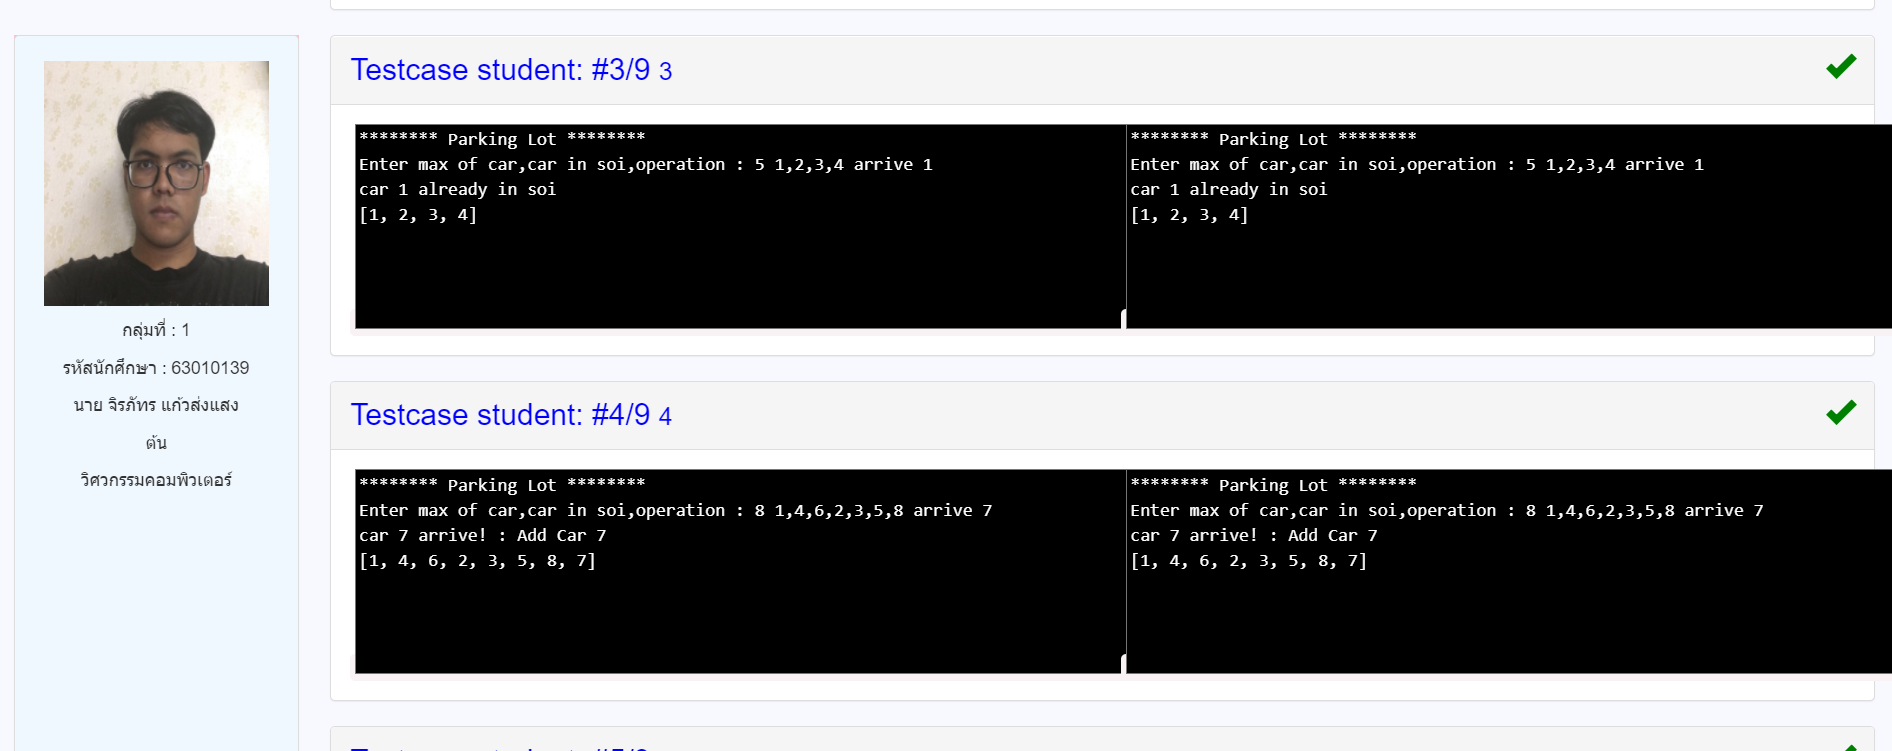 กลุ่มที่ : 1
รหัสนักศึกษา : 63010139
นาย จิรภัทร แก้วส่งแสง
ต้น
วิศวกรรมคอมพิวเตอร์
Testcase student: #3/9 3
******** Parking Lot ********
Enter max of car,car in soi,operation : 5 1,2,3,4 arrive 1
car 1 already in soi
[1, 2, 3, 4]
******** Parking Lot ********
Enter max of car,car in soi,operation : 5 1,2,3,4 arrive 1
car 1 already in soi
[1, 2, 3, 4]
Testcase student: #4/9 4
******** Parking Lot ********
Enter max of car,car in soi,operation : 8 1,4,6,2,3,5,8 arrive 7
car 7 arrive! : Add Car 7
[1, 4, 6, 2, 3, 5, 8, 7]
******** Parking Lot ********
Enter max of car,car in soi,operation : 8 1,4,6,2,3,5,8 arrive 7
car 7 arrive! : Add Car 7
[1, 4, 6, 2, 3, 5, 8, 7]